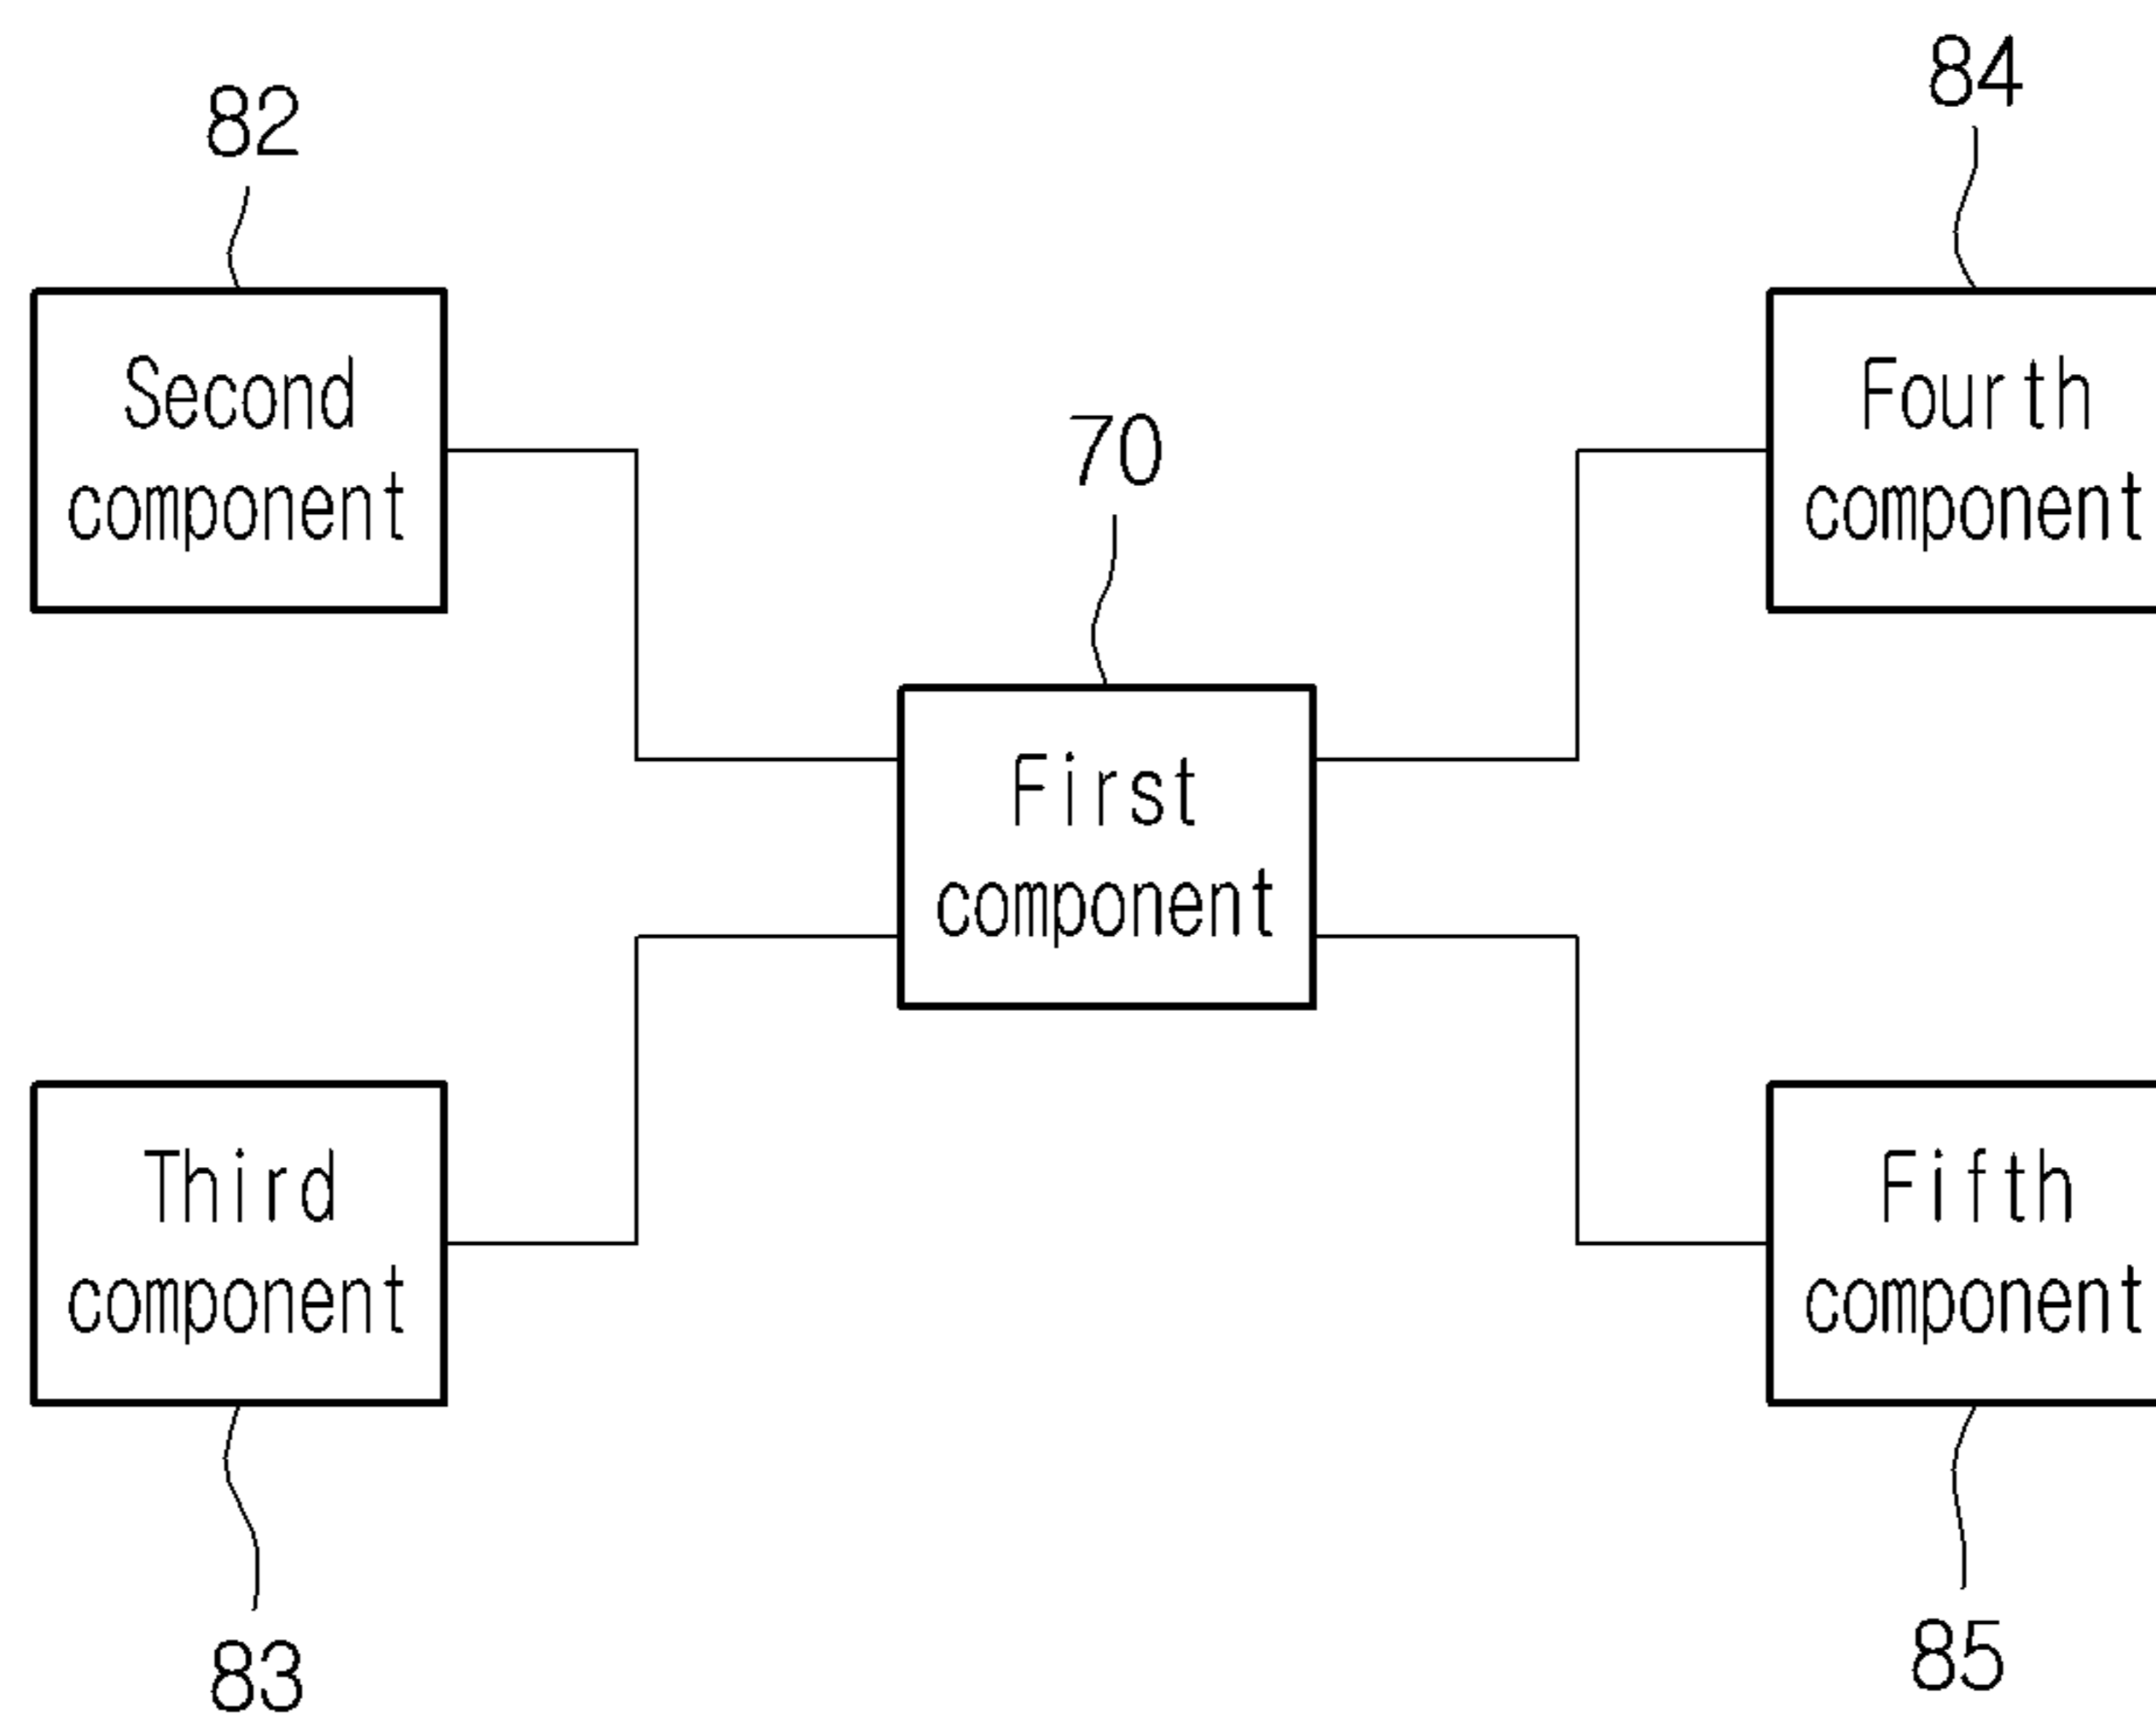 82
84
Second
component
Fourth
component
70
First
component
Third
component
Fifth
component
83
85